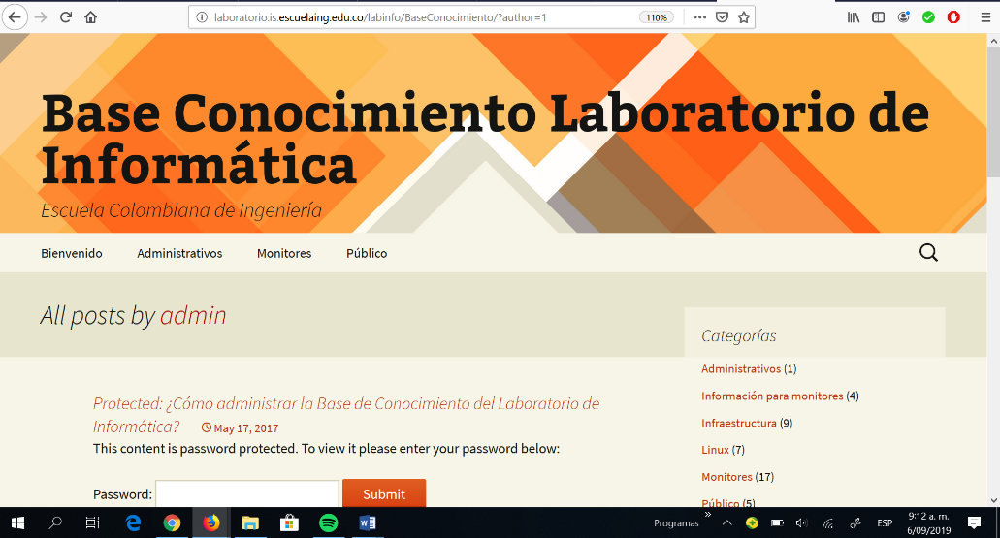 laboratorio.is.escuelaing.edu.co/labinfo/BaseConocimiento/?author=1
110%
Base Conocimiento Laboratorio de
Informática
Escuela Colombiana de Ingeniería
Bienvenido Administrativos Monitores Público
All posts by admin
Categorías
Administrativos (1)
Información para monitores (4)
Infraestructura (9)
Linux (7)
Monitores (17)
Público (5)
Protected: ¿Cómo administrar la Base de Conocimiento del Laboratorio de
Informática? May 17, 2017
This content is password protected. To view it please enter your password below:
Password: Submit
Programas
ESP
9:12 a. m.
6/09/2019